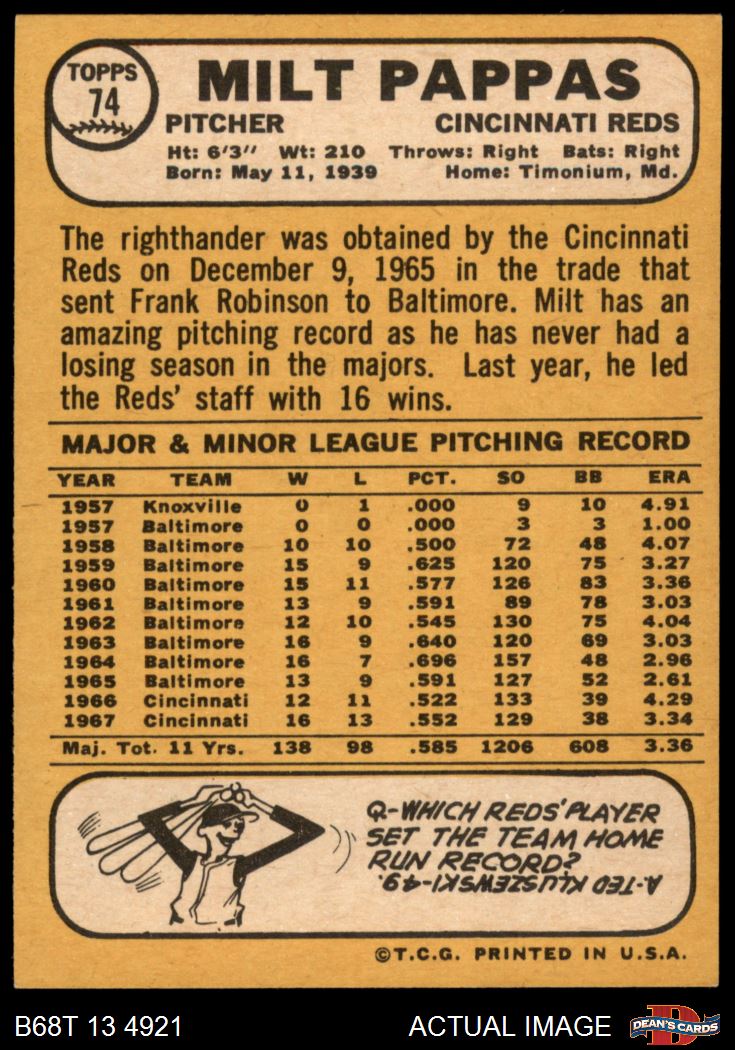 TOPPS
74
MILT PAPPAS
PITCHER CINCINNATI REDS
Ht: 6'3" Wt: 210 Throws: Right Bats: Right
Born: May 11, 1939 Home: Timonium, Md.
The righthander was obtained by the Cincinnati
Reds on December 9, 1965 in the trade that
sent Frank Robinson to Baltimore. Milt has an
amazing pitching record as he has never had a
losing season in the majors. Last year, he led
the Reds' staff with 16 wins.
MAJOR & MINOR LEAGUE PITCHING RECORD
YEAR TEAM W L PCT. SO BB ERA
1957 Knoxville 0 1 .000 9 10 4.91
1957 Baltimore 0 0 .000 3 3 1.00
1958 Baltimore 10 10 .500 72 48 4.07
1959 Baltimore 15 9 .625 120 75 3.27
1960 Baltimore 15 11 .577 126 83 3.36
1961 Baltimore 13 9 .591 89 78 3.03
1962 Baltimore 12 10 .545 130 75 4.04
1963 Baltimore 16 9 .640 120 69 3.03
1964 Baltimore 16 7 .696 157 48 2.96
1965 Baltimore 13 9 .591 127 52 2.61
1966 Cincinnati 12 11 .522 133 39 4.29
1967 Cincinnati 16 13 .552 129 38 3.34
Maj. Tot. 11 Yrs. 138 98 .585 1206 608 3.36
Q-WHICH REDS' PLAYER
SET THE TEAM HOME
RUN RECORD?
A-TED KLUSZEWSKI-49.
©T.C.G. PRINTED IN U.S.A.
B68T 13 4921 ACTUAL IMAGE
D
DEAN'S CARDS